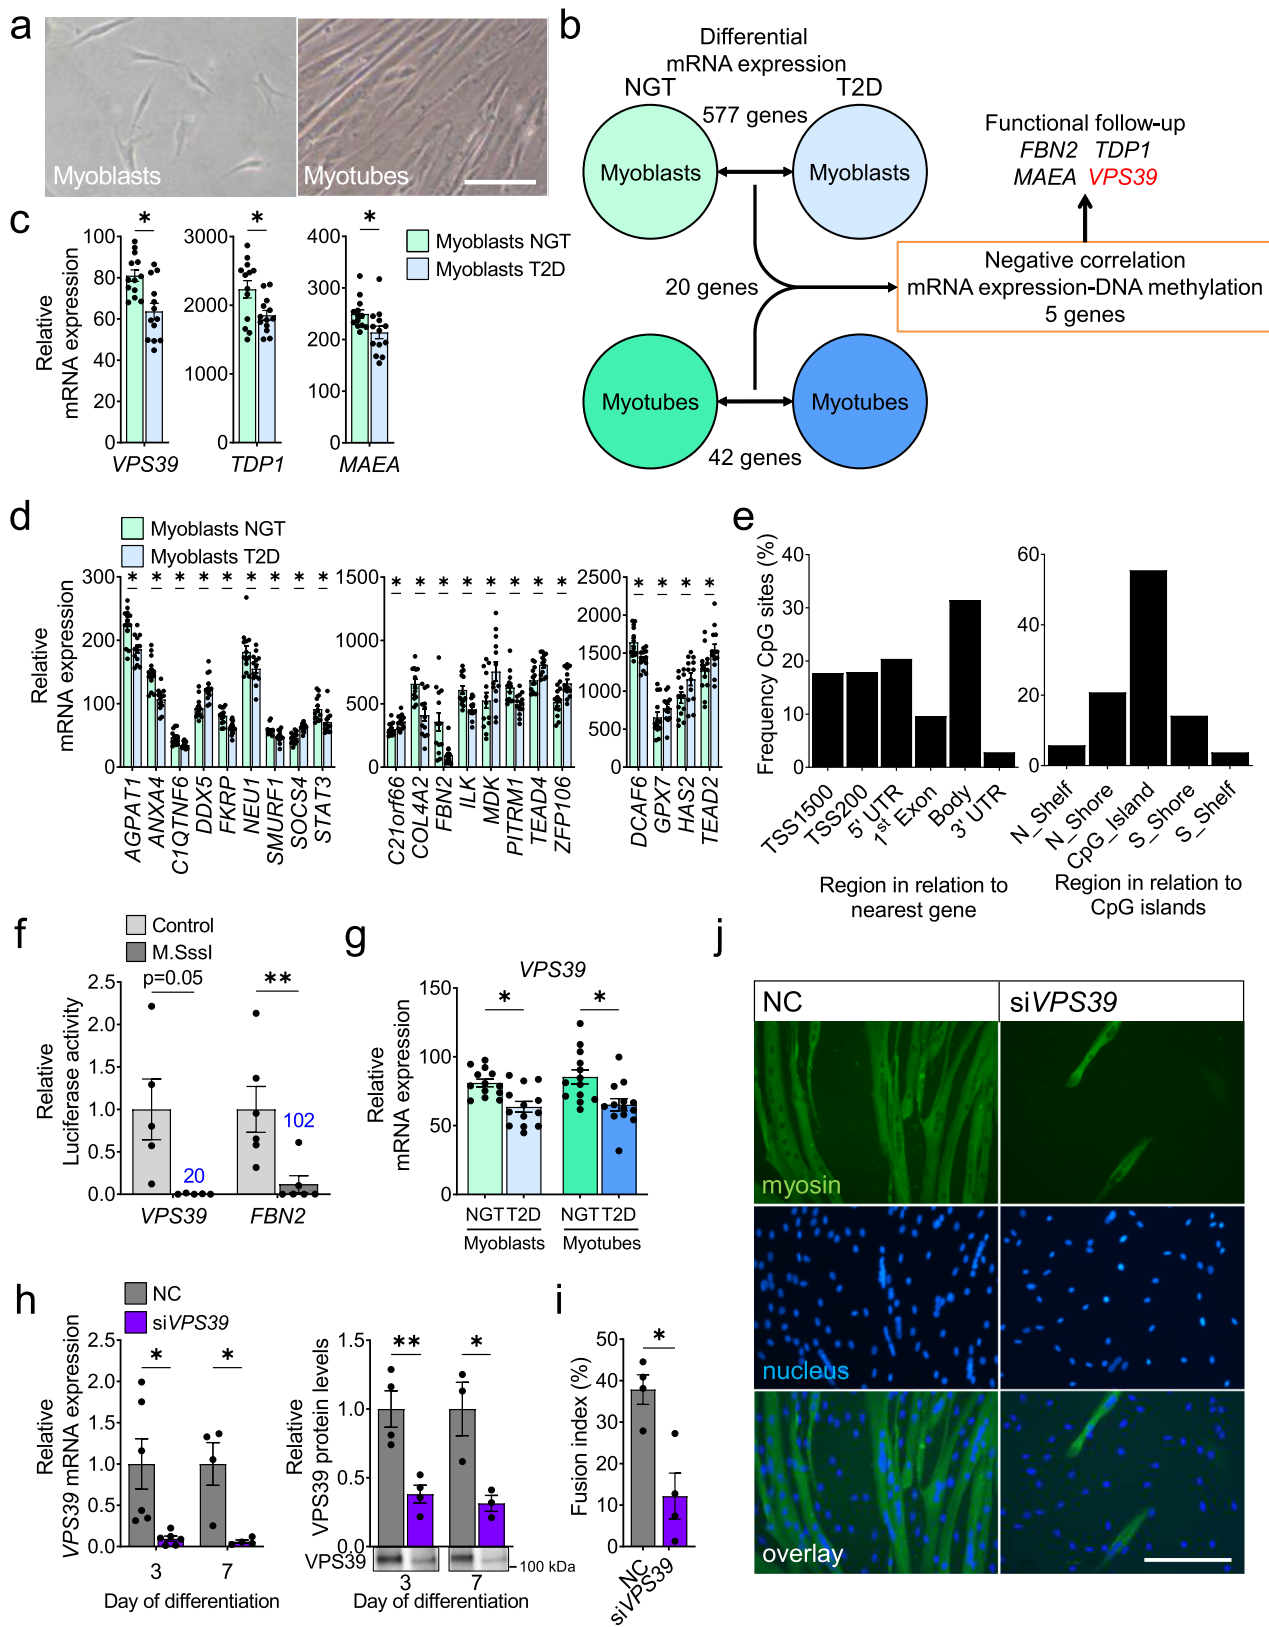 a
Myoblasts
Myotubes
b
Differential
mRNA expression
NGT
T2D
577 genes
Myoblasts
Myoblasts
20 genes
Myotubes
Myotubes
42 genes
Functional follow-up
FBN2 TDP1
MAEA VPS39
Negative correlation
mRNA expression-DNA methylation
5 genes
c
Myoblasts NGT
Myoblasts T2D
Relative
mRNA expression
100
80
60
40
20
0
VPS39
*
3000
2000
1000
0
TDP1
*
400
300
200
100
0
MAEA
*
d
Myoblasts NGT
Myoblasts T2D
Relative
mRNA expression
300
200
100
0
* * * * * * * * *
AGPAT1
ANXA4
C1QTNF6
DDX5
FKRP
NEU1
SMURF1
SOCS4
STAT3
1500
1000
500
0
* * * * * * * *
C21orf66
COL4A2
FBN2
ILK
MDK
PITRM1
TEAD4
ZFP106
2500
2000
1500
1000
500
0
* * * *
DCAF6
GPX7
HAS2
TEAD2
e
Frequency CpG sites (%)
40
30
20
10
0
TSS1500
TSS200
5' UTR
1st Exon
Body
3' UTR
Region in relation to
nearest gene
60
40
20
0
N_Shelf
N_Shore
CpG_Island
S_Shore
S_Shelf
Region in relation to
CpG islands
f
Control
M.SssI
Relative
Luciferase activity
2.5
2.0
1.5
1.0
0.5
0.0
p=0.05
**
20
102
VPS39
FBN2
g
VPS39
Relative
mRNA expression
150
100
50
0
* *
NGT T2D NGT T2D
Myoblasts Myotubes
h
NC
siVPS39
Relative
VPS39 mRNA expression
2.5
2.0
1.5
1.0
0.5
0.0
* *
3 7
Day of differentiation
Relative
VPS39 protein levels
1.5
1.0
0.5
0.0
** *
VPS39
100 kDa
3 7
Day of differentiation
i
Fusion index (%)
50
40
30
20
10
0
*
NC
siVPS39
j
NC
siVPS39
myosin
nucleus
overlay